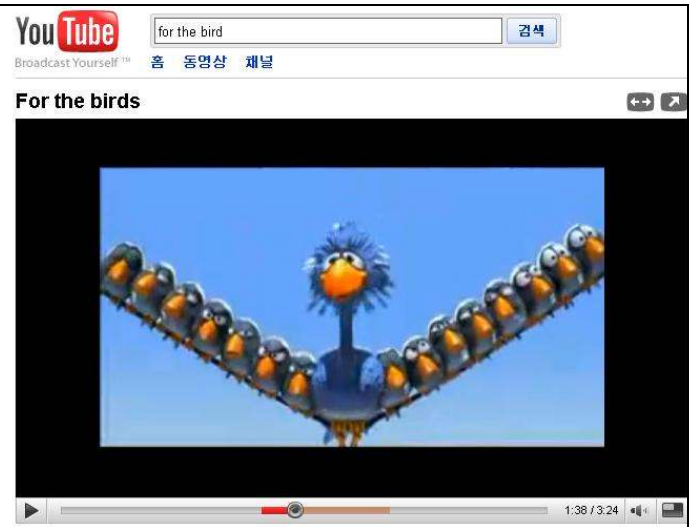 You Tube
for the bird 검색
Broadcast Yourself ™ 홈 동영상 채널
For the birds
1:38 / 3:24